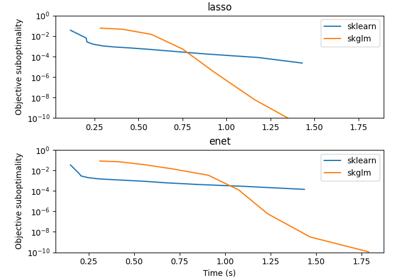 lasso
Objective suboptimality
10^0
10^−2
10^−4
10^−6
10^−8
10^−10
sklearn
skglm
0.25 0.50 0.75 1.00 1.25 1.50 1.75
enet
Objective suboptimality
10^0
10^−2
10^−4
10^−6
10^−8
10^−10
sklearn
skglm
0.25 0.50 0.75 1.00 1.25 1.50 1.75
Time (s)